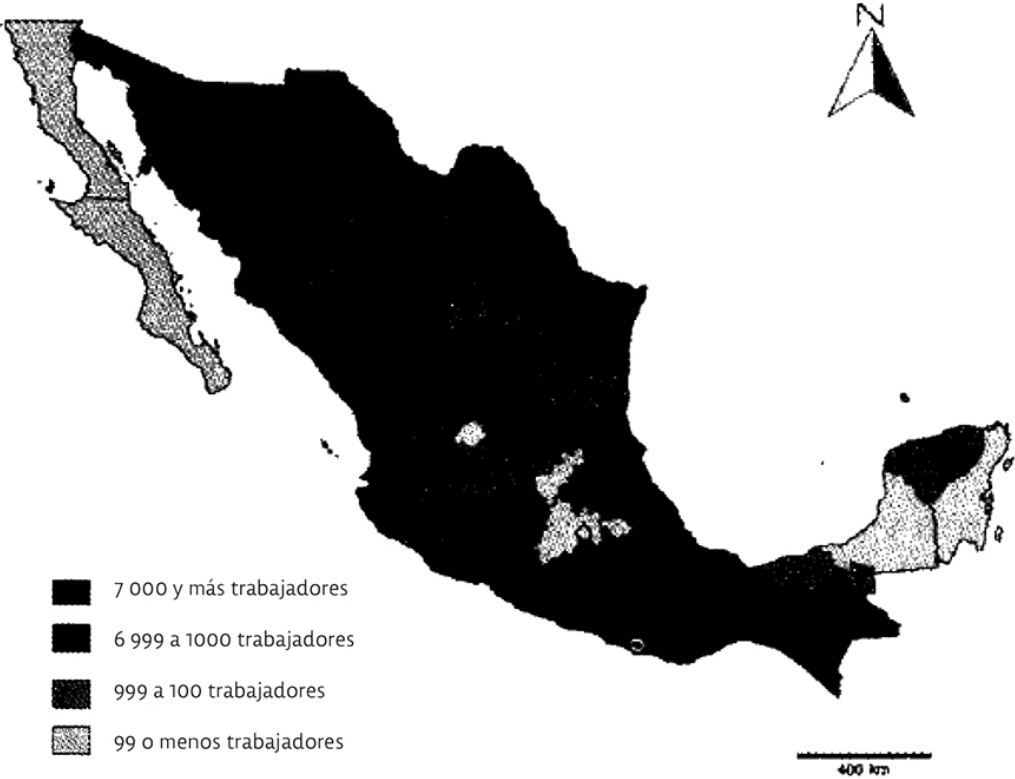 N
7 000 y más trabajadores
6 999 a 1000 trabajadores
999 a 100 trabajadores
99 o menos trabajadores
400 km